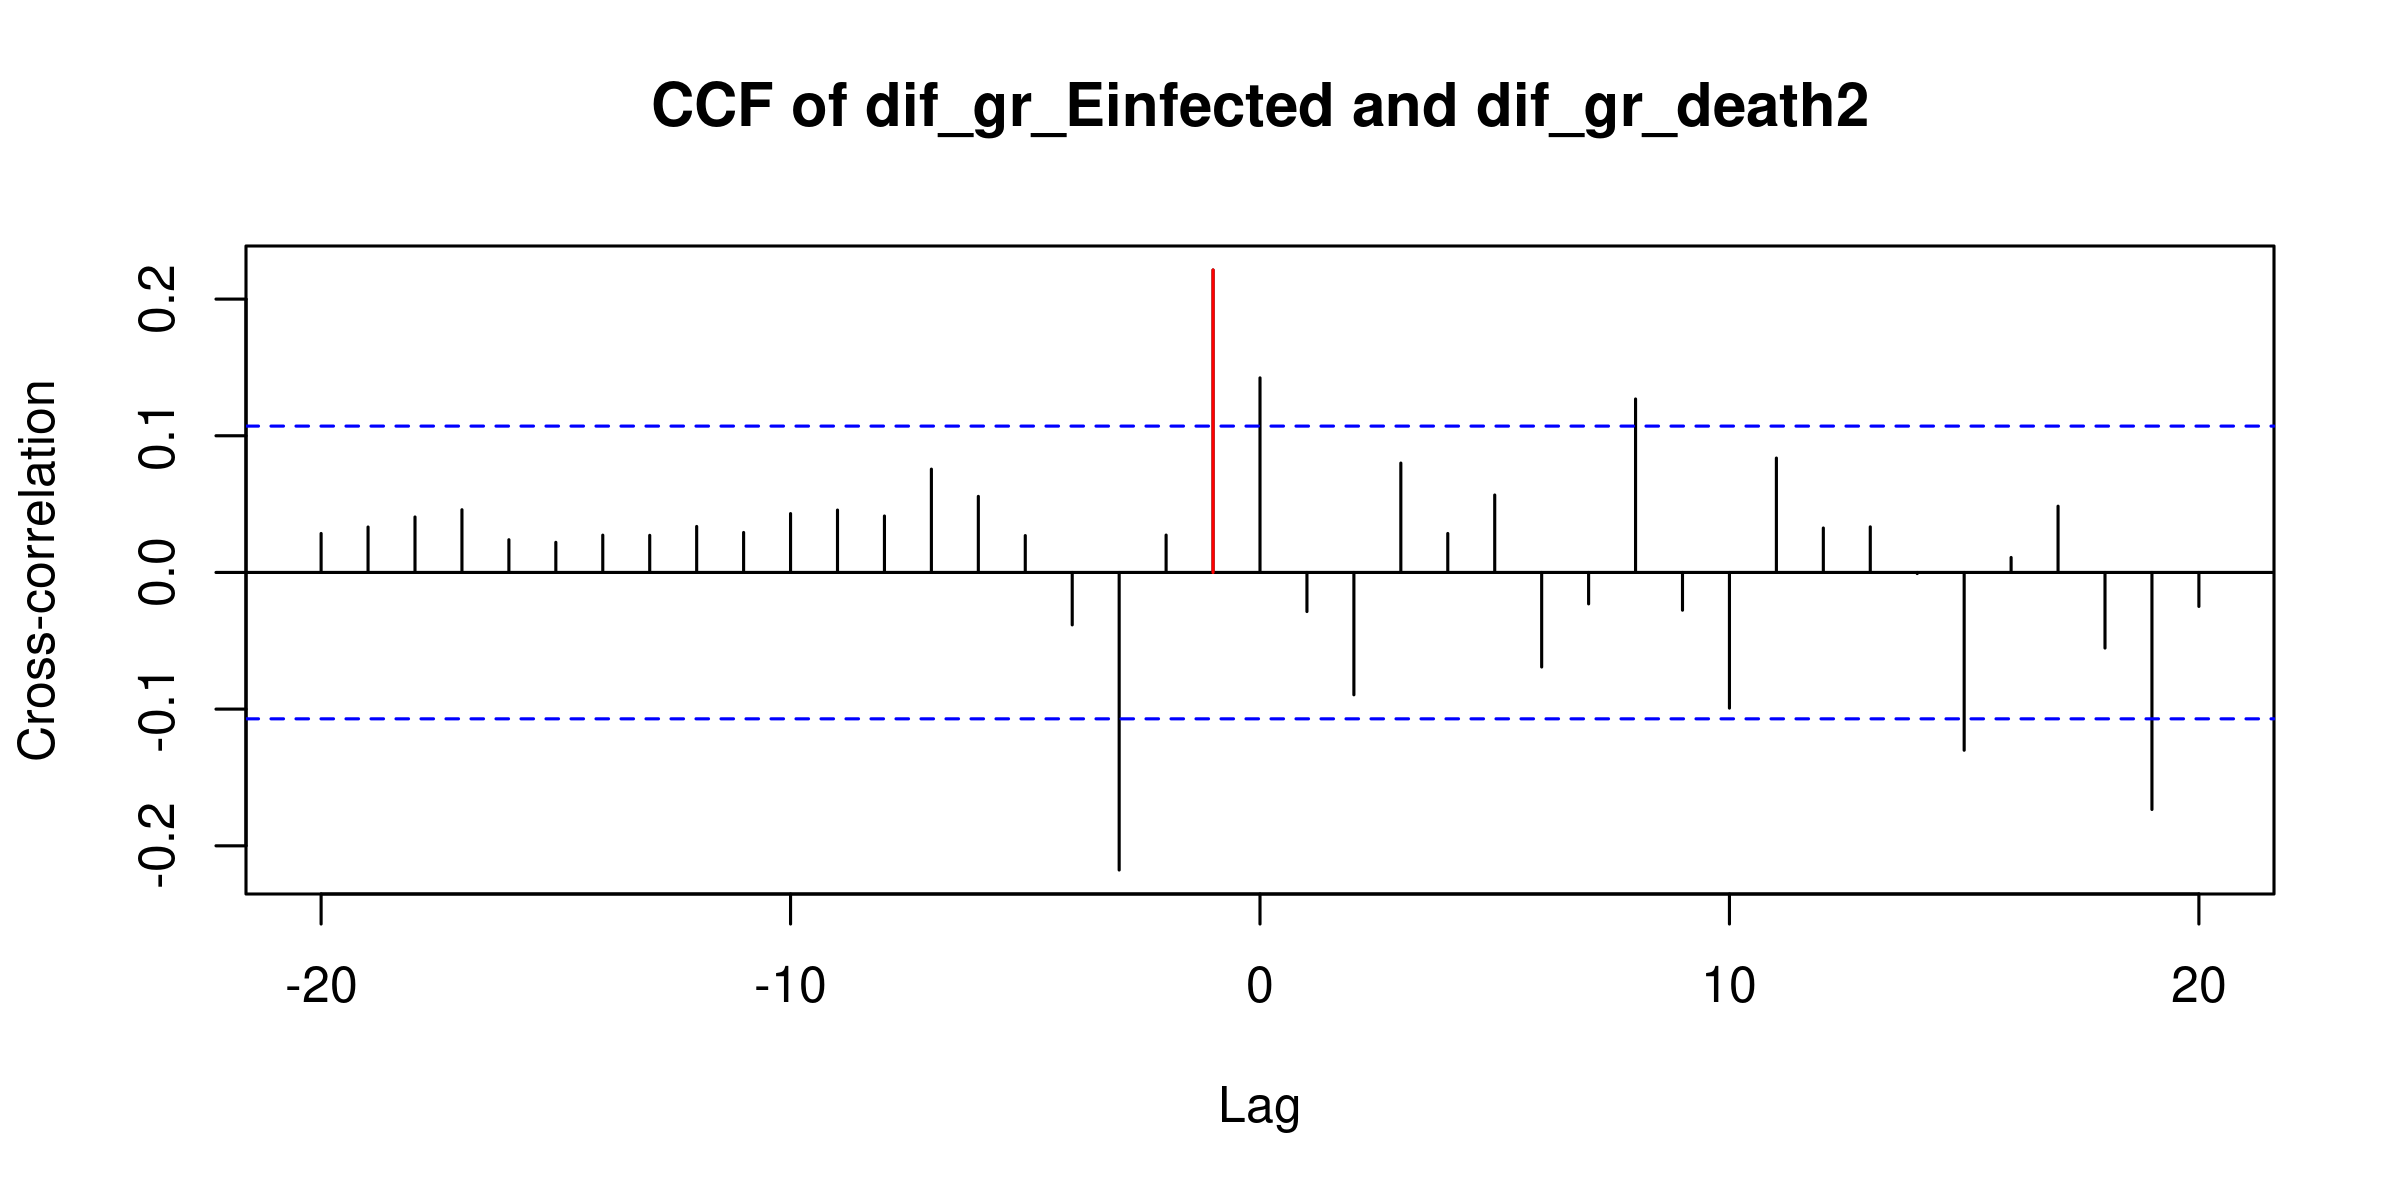 CCF of dif_gr_Einfected and dif_gr_death2
Cross-correlation
0.2
0.1
0.0
-0.1
-0.2
-20 -10 0 10 20
Lag